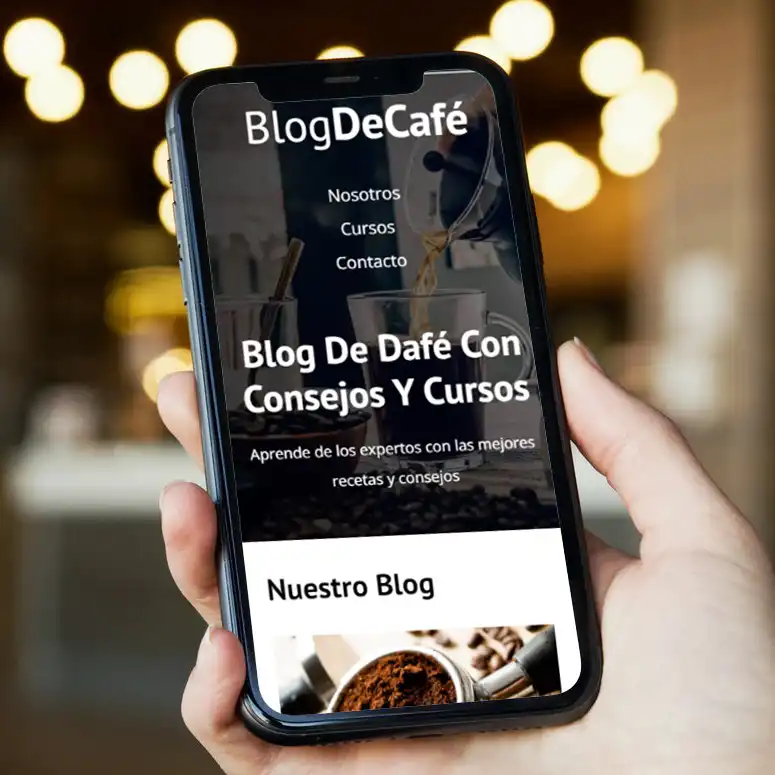 BlogDeCafé
Nosotros
Cursos
Contacto
Blog De Dafé Con
Consejos Y Cursos
Aprende de los expertos con las mejores
recetas y consejos
Nuestro Blog